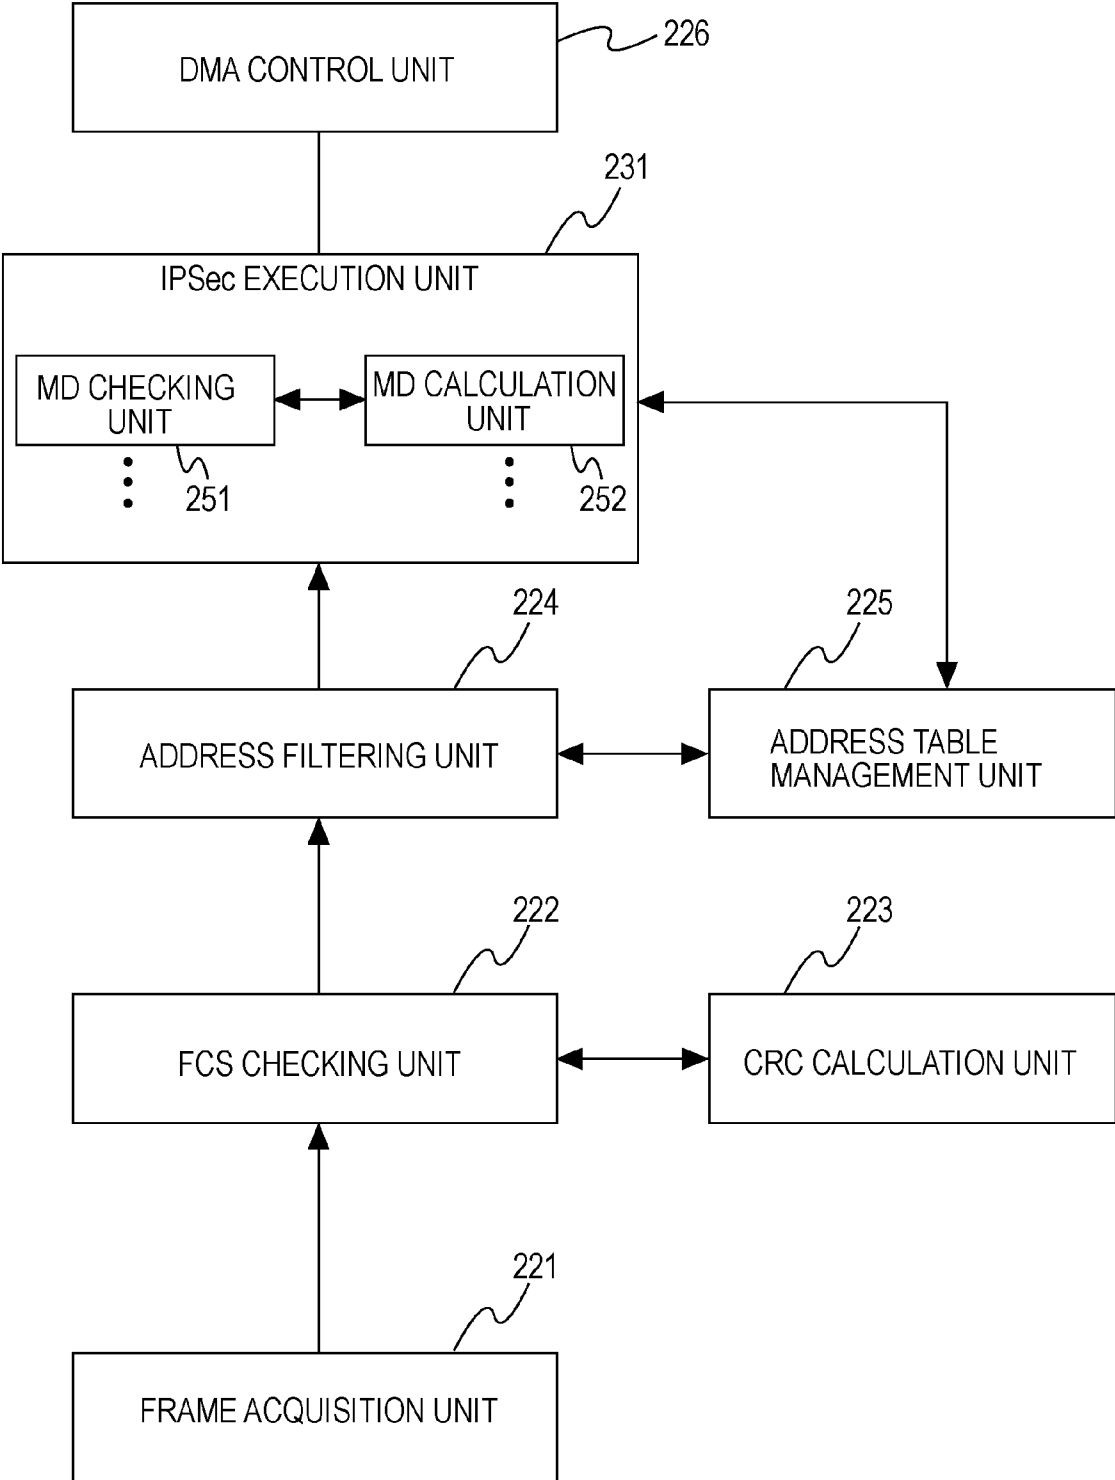 226
DMA CONTROL UNIT
231
IPSec EXECUTION UNIT
MD CHECKING
UNIT
MD CALCULATION
UNIT
251
252
224
225
ADDRESS FILTERING UNIT
ADDRESS TABLE
MANAGEMENT UNIT
222
223
FCS CHECKING UNIT
CRC CALCULATION UNIT
221
FRAME ACQUISITION UNIT